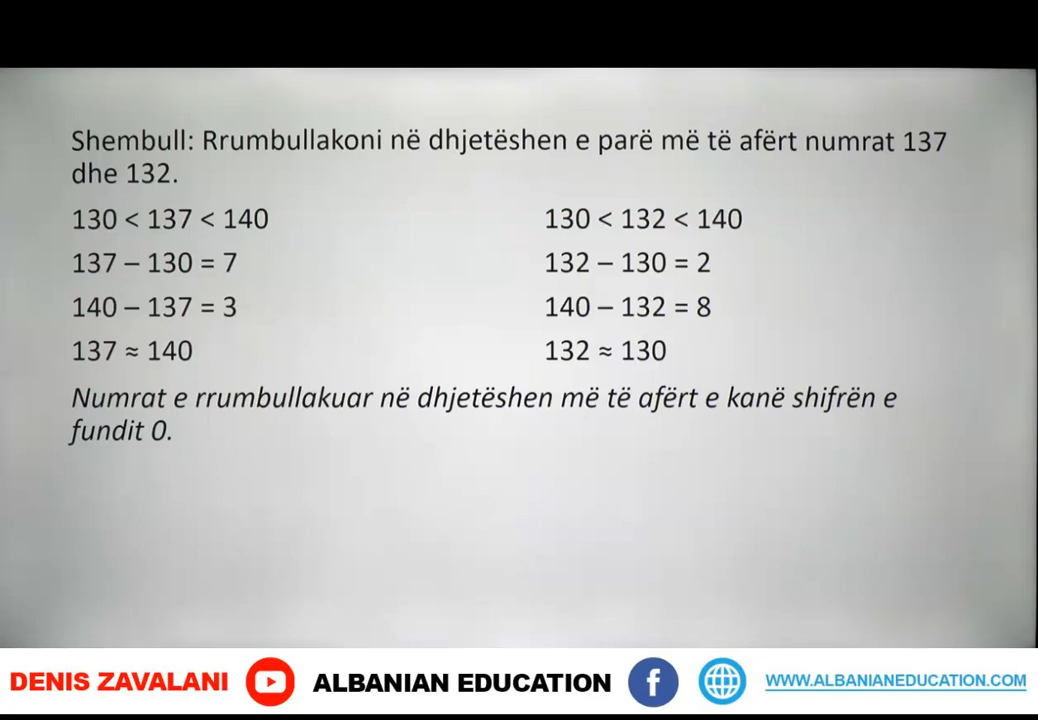 Shembull: Rrumbullakoni në dhjetëshen e parë më të afërt numrat 137
dhe 132.
130 < 137 < 140
137 – 130 = 7
140 – 137 = 3
137 ≈ 140
130 < 132 < 140
132 – 130 = 2
140 – 132 = 8
132 ≈ 130
Numrat e rrumbullakuar në dhjetëshen më të afërt e kanë shifrën e
fundit 0.
DENIS ZAVALANI ALBANIAN EDUCATION f WWW.ALBANIANEDUCATION.COM